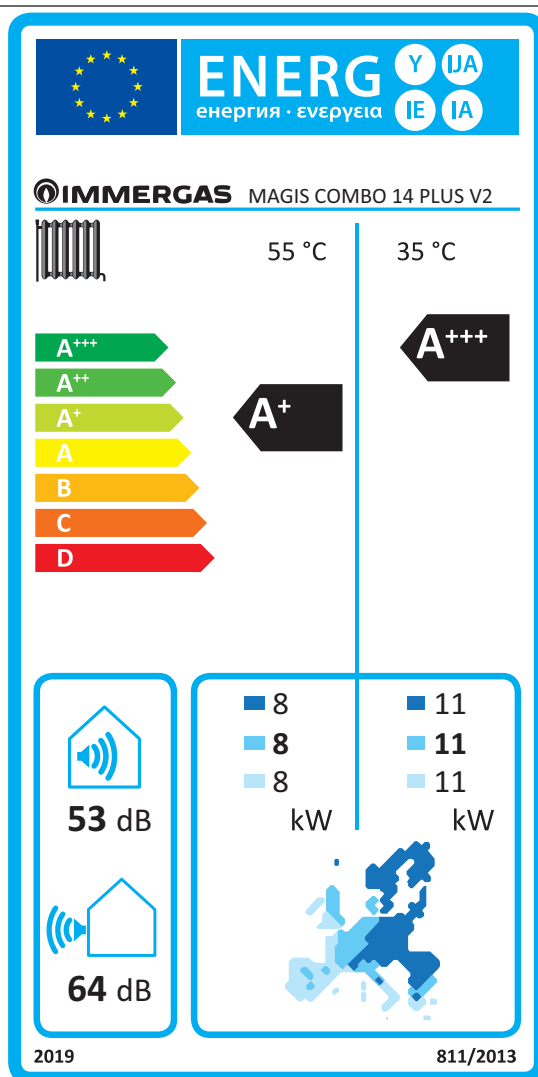 ENERG
Y IJA
енергия · ενεργεια
IE IA
IMMERGAS MAGIS COMBO 14 PLUS V2
55 °C 35 °C
A+++
A+++
A++
A+
A+
A
B
C
D
8 11
8 11
8 11
kW kW
53 dB
64 dB
2019 811/2013